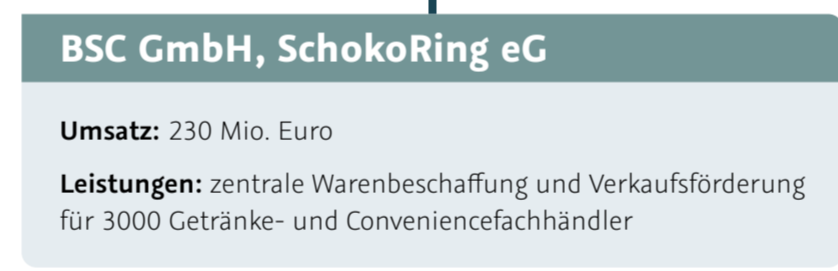 BSC GmbH, SchokoRing eG
Umsatz: 230 Mio. Euro
Leistungen: zentrale Warenbeschaffung und Verkaufsförderung
für 3000 Getränke- und Conveniencefachhändler